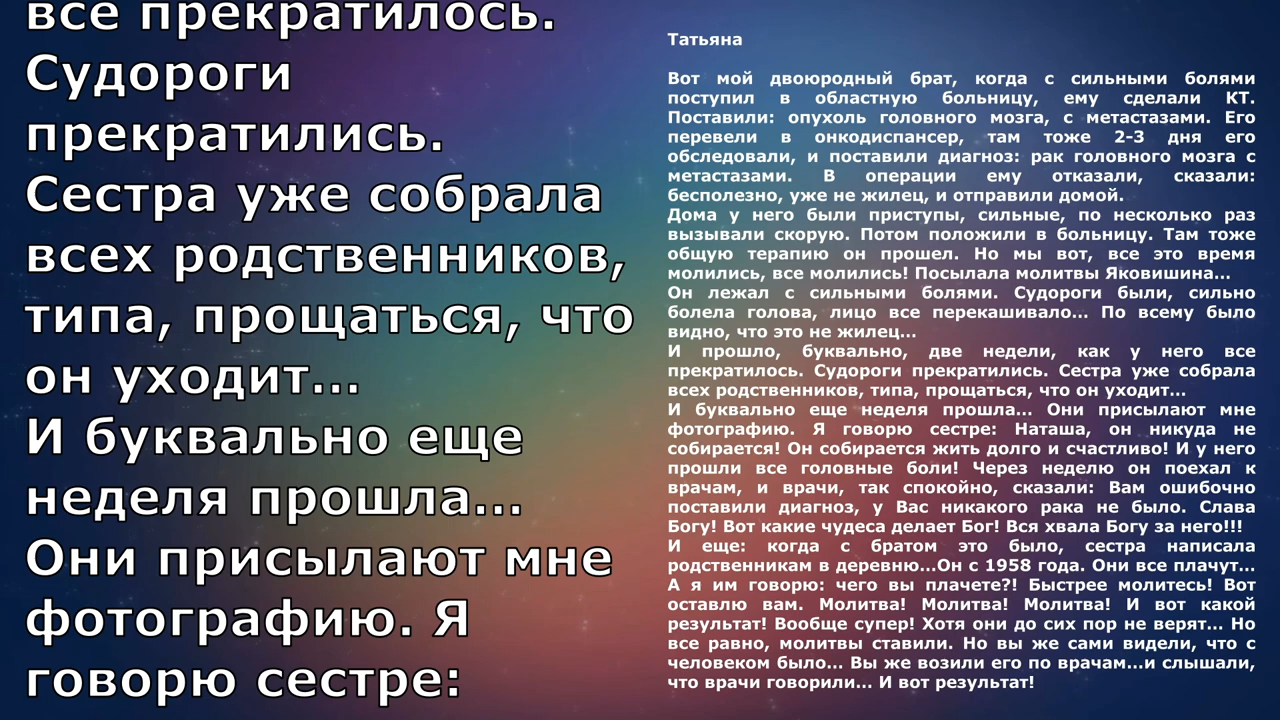 все прекратилось.
Судороги
прекратились.
Сестра уже собрала
всех родственников,
типа, прощаться, что
он уходит...
И буквально еще
неделя прошла...
Они присылают мне
фотографию. Я
говорю сестре:
Татьяна
Вот мой двоюродный брат, когда с сильными болями
поступил в областную больницу, ему сделали КТ.
Поставили: опухоль головного мозга, с метастазами. Его
перевели в онкодиспансер, там тоже 2-3 дня его
обследовали, и поставили диагноз: рак головного мозга с
метастазами. В операции ему отказали, сказали:
бесполезно, уже не жилец, и отправили домой.
Дома у него были приступы, сильные, по несколько раз
вызывали скорую. Потом положили в больницу. Там тоже
общую терапию он прошел. Но мы вот, все это время
молились, все молились! Посылала молитвы Яковишина...
Он лежал с сильными болями. Судороги были, сильно
болела голова, лицо все перекашивало... По всему было
видно, что это не жилец...
И прошло, буквально, две недели, как у него все
прекратилось. Судороги прекратились. Сестра уже собрала
всех родственников, типа, прощаться, что он уходит...
И буквально еще неделя прошла... Они присылают мне
фотографию. Я говорю сестре: Наташа, он никуда не
собирается! Он собирается жить долго и счастливо! И у него
прошли все головные боли! Через неделю он поехал к
врачам, и врачи, так спокойно, сказали: Вам ошибочно
поставили диагноз, у Вас никакого рака не было. Слава
Богу! Вот какие чудеса делает Бог! Вся хвала Богу за него!!!
И еще: когда с братом это было, сестра написала
родственникам в деревню...Он с 1958 года. Они все плачут...
А я им говорю: чего вы плачете?! Быстрее молитесь! Вот
оставлю вам. Молитва! Молитва! Молитва! И вот какой
результат! Вообще супер! Хотя они до сих пор не верят... Но
все равно, молитвы ставили. Но вы же сами видели, что с
человеком было... Вы же возили его по врачам...и слышали,
что врачи говорили... И вот результат!